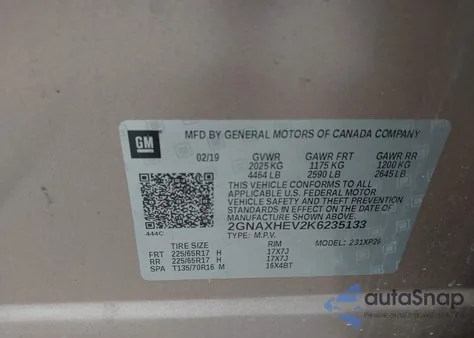 GM
MFD BY GENERAL MOTORS OF CANADA COMPANY
02/19 GVWR GAWR FRT GAWR RR
2025 KG 1175 KG 1200 KG
4464 LB 2590 LB 2645 LB
THIS VEHICLE CONFORMS TO ALL
APPLICABLE U.S. FEDERAL MOTOR
VEHICLE SAFETY AND THEFT PREVENTION
STANDARDS IN EFFECT ON THE DATE OF
MANUFACTURE SHOWN ABOVE.
2GNAXHEV2K6235133
TYPE: M.P.V. MODEL: 231XP26
444C
TIRE SIZE RIM
FRT 225/65R17 H 17X7J
RR 225/65R17 H 17X7J
SPA T135/70R16 M 16X4BT
autoSnap